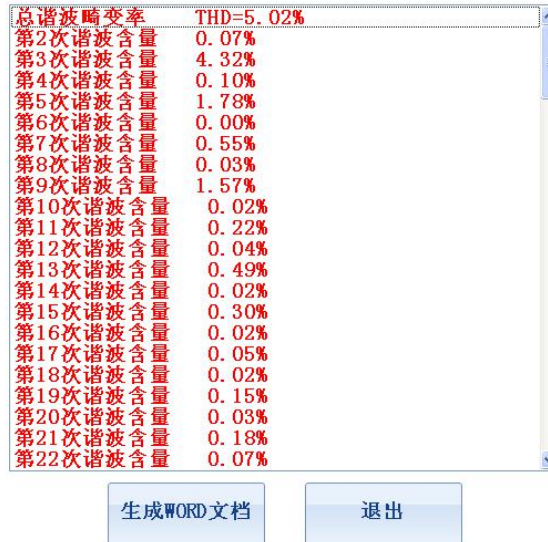 总谐波畸变率 THD=5.02%
第2次谐波含量 0.07%
第3次谐波含量 4.32%
第4次谐波含量 0.10%
第5次谐波含量 1.78%
第6次谐波含量 0.00%
第7次谐波含量 0.55%
第8次谐波含量 0.03%
第9次谐波含量 1.57%
第10次谐波含量 0.02%
第11次谐波含量 0.22%
第12次谐波含量 0.04%
第13次谐波含量 0.49%
第14次谐波含量 0.02%
第15次谐波含量 0.30%
第16次谐波含量 0.02%
第17次谐波含量 0.05%
第18次谐波含量 0.02%
第19次谐波含量 0.15%
第20次谐波含量 0.03%
第21次谐波含量 0.18%
第22次谐波含量 0.07%
生成WORD文档 退出